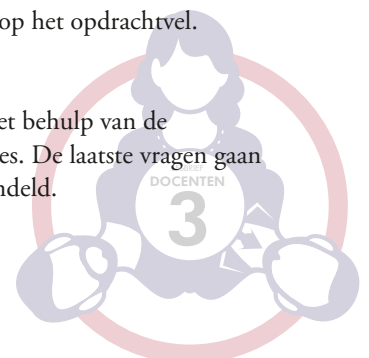 op het opdrachtvel.
et behulp van de
es. De laatste vragen gaan
ndeld.
DOCENTEN
3